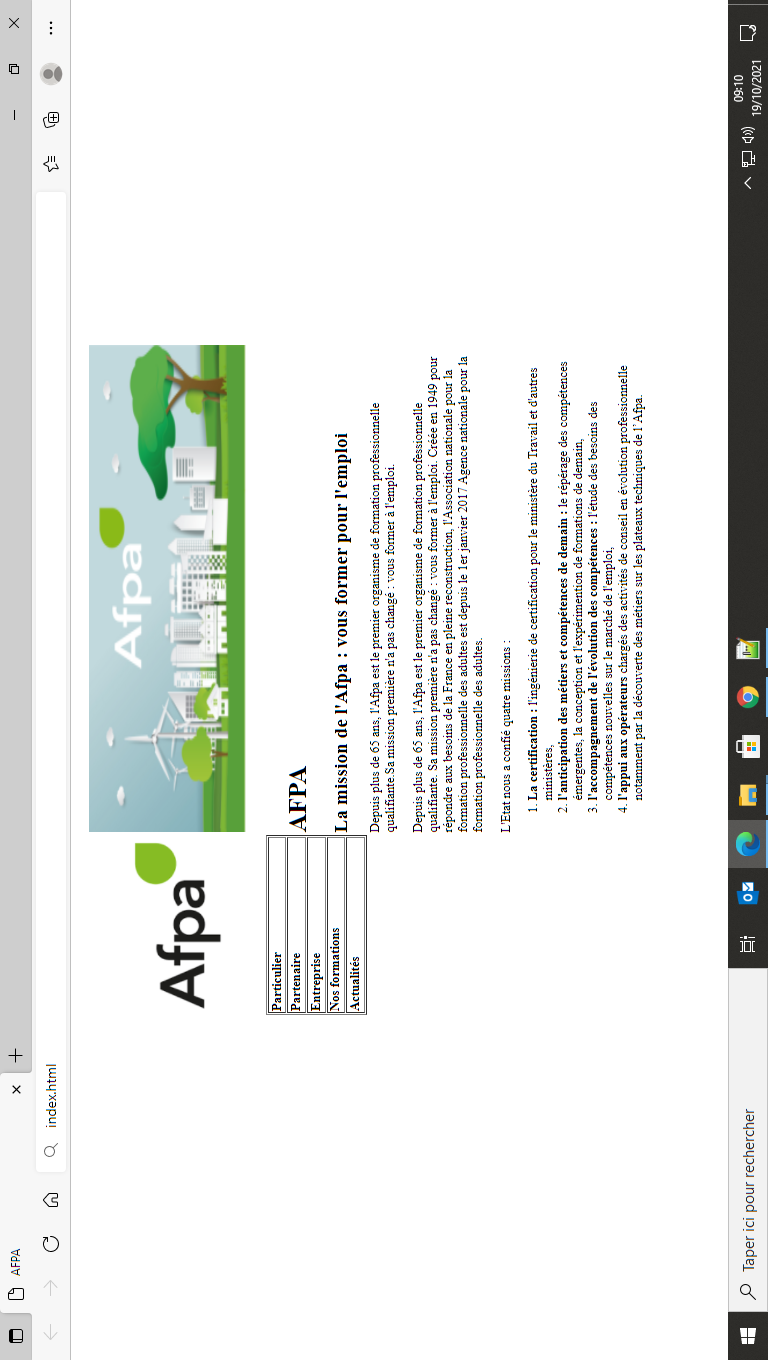 AFPA
index.html
Afpa
Afpa
Particulier
Partenaire
Entreprise
Nos formations
Actualités
AFPA
La mission de l'Afpa : vous former pour l'emploi
Depuis plus de 65 ans, l'Afpa est le premier organisme de formation professionnelle
qualifiante.Sa mission première n'a pas changé : vous former à l'emploi.
Depuis plus de 65 ans, l'Afpa est le premier organisme de formation professionnelle
qualifiante. Sa mission première n'a pas changé : vous former à l'emploi. Créée en 1949 pour
répondre aux besoins de la France en pleine reconstruction, l'Association nationale pour la
formation professionnelle des adultes est depuis le 1er janvier 2017 Agence nationale pour la
formation professionnelle des adultes.
L'Etat nous a confié quatre missions :
1. La certification : l'ingénierie de certification pour le ministère du Travail et d'autres
ministères,
2. l'anticipation des métiers et compétences de demain : le répérage des compétences
émergentes, la conception et l'expérimention de formations de demain,
3. l'accompagnement de l'évolution des compétences : l'étude des besoins des
compétences nouvelles sur le marché de l'emploi,
4. l'appui aux opérateurs chargés des activités de conseil en évolution professionnelle
notamment par la découverte des métiers sur les plateaux techniques de l'Afpa.
Taper ici pour rechercher
09:10
19/10/2021